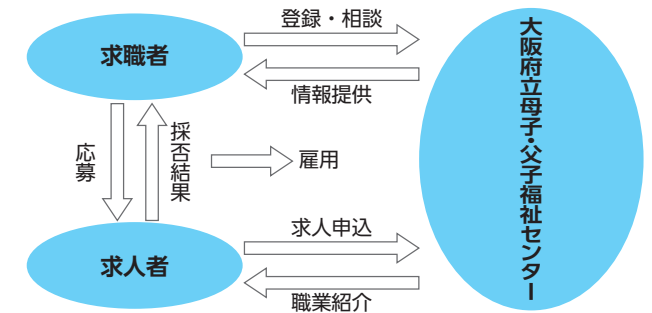 登録・相談
求職者
情報提供
応募
採否結果
雇用
大阪府立母子・父子福祉センター
求人申込
求人者
職業紹介